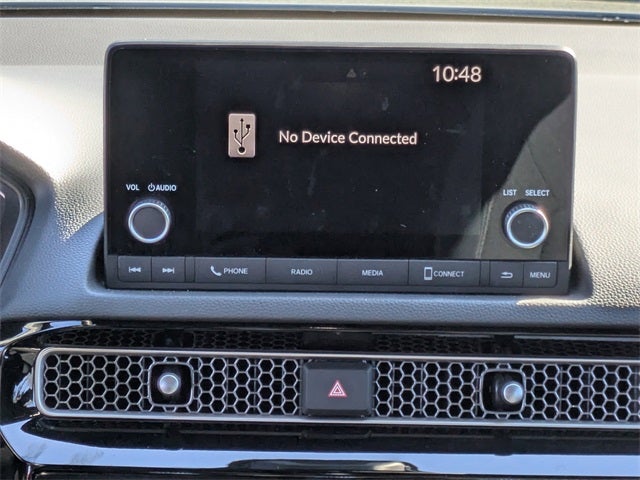 10:48
No Device Connected
VOL AUDIO LIST SELECT
PHONE RADIO MEDIA CONNECT MENU